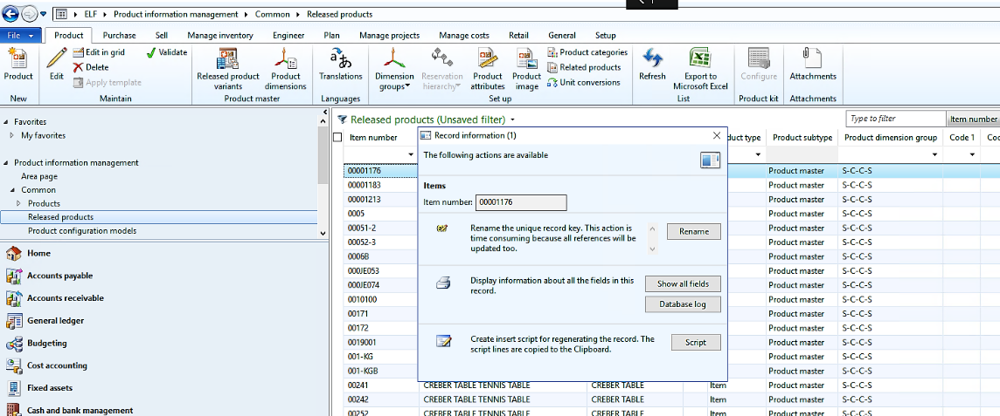 ELF Product information management Common Released products
File Product Purchase Sell Manage inventory Engineer Plan Manage projects Manage costs Retail General Setup
Product
New
Edit
Edit in grid
Delete
Apply template
Validate
Maintain
Released product variants
Product dimensions
Product master
Translations
Languages
Dimension groups
Reservation hierarchy
Product attributes
Product image
Product categories
Related products
Unit conversions
Set up
Refresh
Export to Microsoft Excel
List
Configure
Product kit
Attachments
Attachments
Favorites
My favorites
Product information management
Area page
Common
Products
Released products
Product configuration models
Home
Accounts payable
Accounts receivable
General ledger
Budgeting
Cost accounting
Fixed assets
Cash and bank management
Released products (Unsaved filter)
Type to filter
Item number
Item number duct type Product subtype Product dimension group Code 1 Co
00001176 Product master S-C-C-S
00001183 Product master S-C-C-S
00001213 Product master S-C-C-S
0005 Product master S-C-C-S
00051-2 Product master S-C-C-S
00052-3 Product master S-C-C-S
0006B Product master S-C-C-S
000JE053 Product master S-C-C-S
000JE074 Product master S-C-C-S
0010100 Product master S-C-C-S
00171 Product master S-C-C-S
00172 Product master S-C-C-S
0019001 Product master S-C-C-S
001-KG Product master S-C-C-S
001-KGB Product master S-C-C-S
00241 CREBER TABLE TENNIS TABLE CREBER TABLE Item Product master S-C-C-S
00242 CREBER TABLE TENNIS TABLE CREBER TABLE Item Product master S-C-C-S
00252 CREBER TABLE TENNIS TABLE CREBER TABLE Item Product master S-C-C-S
Record information (1)
The following actions are available
Items
Item number: 00001176
Rename the unique record key. This action is
time consuming because all references will be
updated too.
Rename
Display information about all the fields in this
record.
Show all fields
Database log
Create insert script for regenerating the record. The
script lines are copied to the Clipboard.
Script